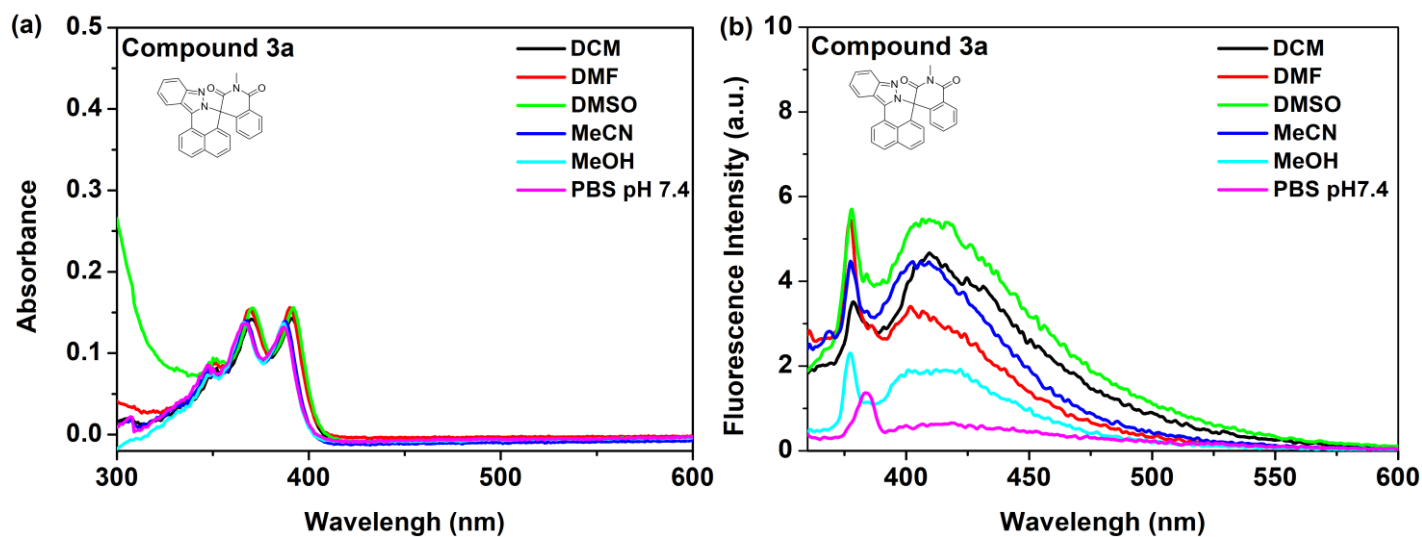 (a)
Compound 3a
N
N
N
O
O
DCM
DMF
DMSO
MeCN
MeOH
PBS pH 7.4
Absorbance
0.5
0.4
0.3
0.2
0.1
0.0
300
400
500
600
Wavelengh (nm)
(b)
Compound 3a
N
N
N
O
O
DCM
DMF
DMSO
MeCN
MeOH
PBS pH7.4
Fluorescence Intensity (a.u.)
10
8
6
4
2
0
400
450
500
550
600
Wavelengh (nm)